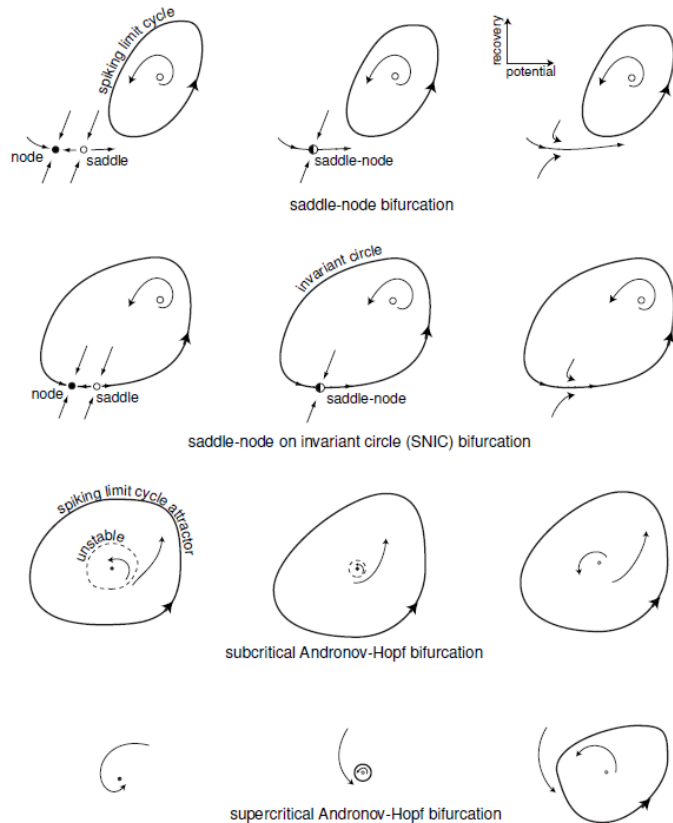 spiking limit cycle
recovery
potential
node
saddle
saddle-node
saddle-node bifurcation
invariant circle
node
saddle
saddle-node
saddle-node on invariant circle (SNIC) bifurcation
spiking limit cycle attractor
unstable
subcritical Andronov-Hopf bifurcation
supercritical Andronov-Hopf bifurcation